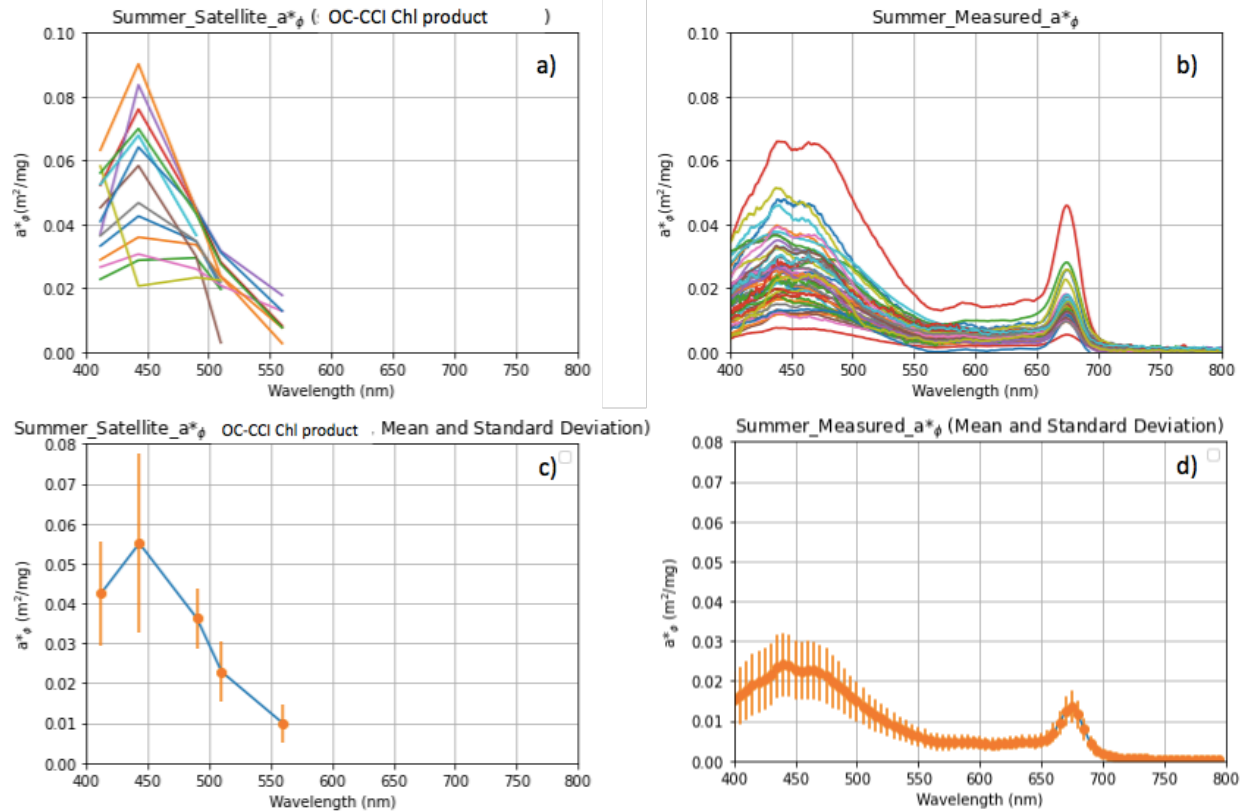 Summer_Satellite_a*ϕ (: OC-CCI Chl product )
a)
0.10
0.08
0.06
0.04
0.02
0.00
a*ϕ(m²/mg)
400 450 500 550 600 650 700 750 800
Wavelength (nm)
Summer_Measured_a*ϕ
b)
0.10
0.08
0.06
0.04
0.02
0.00
a*ϕ(m²/mg)
400 450 500 550 600 650 700 750 800
Wavelength (nm)
Summer_Satellite_a*ϕ OC-CCI Chl product , Mean and Standard Deviation)
c)
0.08
0.07
0.06
0.05
0.04
0.03
0.02
0.01
0.00
a*ϕ (m²/mg)
400 450 500 550 600 650 700 750 800
Wavelength (nm)
Summer_Measured_a*ϕ (Mean and Standard Deviation)
d)
0.08
0.07
0.06
0.05
0.04
0.03
0.02
0.01
0.00
a*ϕ (m²/mg)
400 450 500 550 600 650 700 750 800
Wavelength (nm)